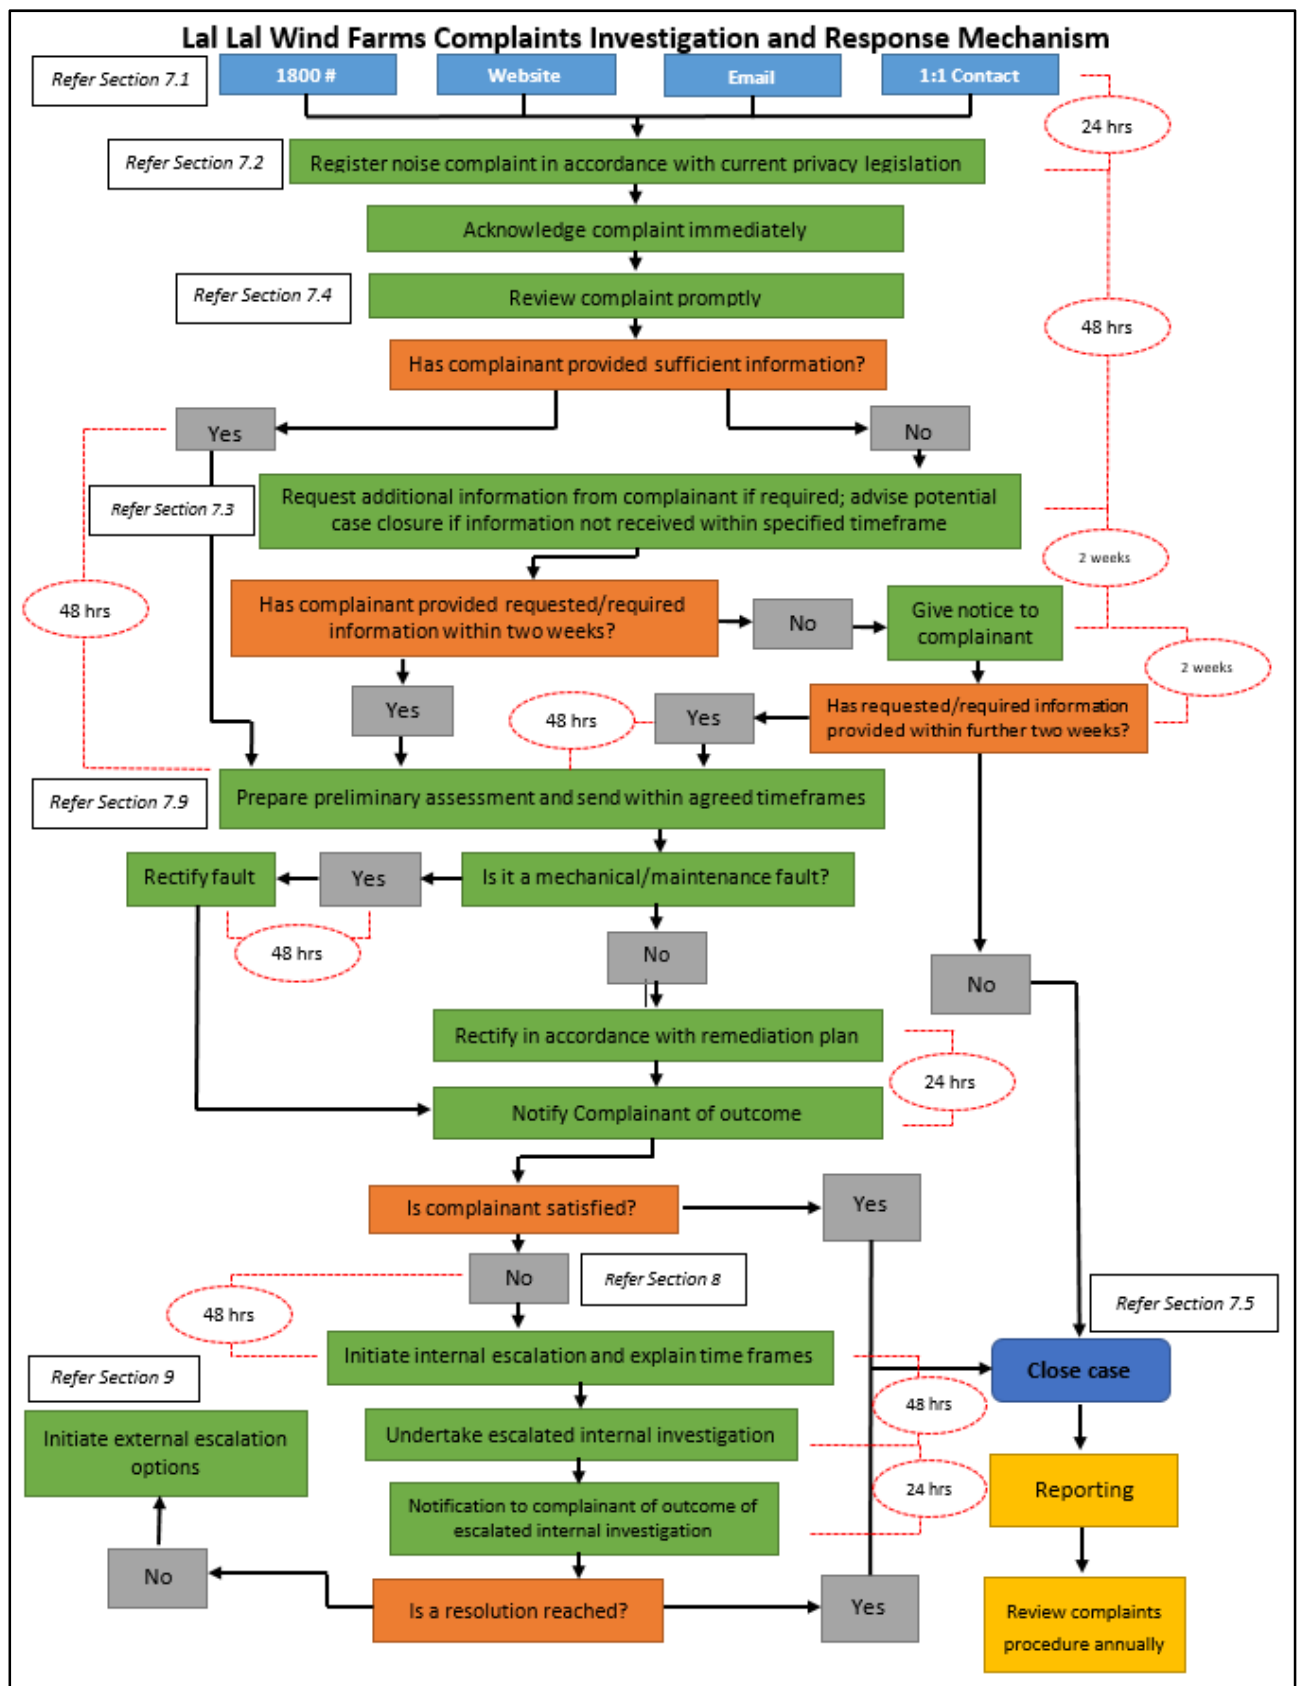 Lal Lal Wind Farms Complaints Investigation and Response Mechanism
Refer Section 7.1
1800 #
Website
Email
1:1 Contact
24 hrs
Refer Section 7.2
Register noise complaint in accordance with current privacy legislation
Acknowledge complaint immediately
Refer Section 7.4
Review complaint promptly
48 hrs
Has complainant provided sufficient information?
Yes
No
Refer Section 7.3
Request additional information from complainant if required; advise potential
case closure if information not received within specified timeframe
2 weeks
48 hrs
Has complainant provided requested/required
information within two weeks?
No
Give notice to
complainant
2 weeks
Yes
48 hrs
Yes
Has requested/required information
provided within further two weeks?
Refer Section 7.9
Prepare preliminary assessment and send within agreed timeframes
Rectify fault
Yes
Is it a mechanical/maintenance fault?
48 hrs
No
No
Rectify in accordance with remediation plan
24 hrs
Notify Complainant of outcome
Is complainant satisfied?
Yes
No
Refer Section 8
48 hrs
Refer Section 7.5
Initiate internal escalation and explain time frames
Close case
Refer Section 9
48 hrs
Initiate external escalation
options
Undertake escalated internal investigation
24 hrs
Reporting
Notification to complainant of outcome of
escalated internal investigation
No
Is a resolution reached?
Yes
Review complaints
procedure annually